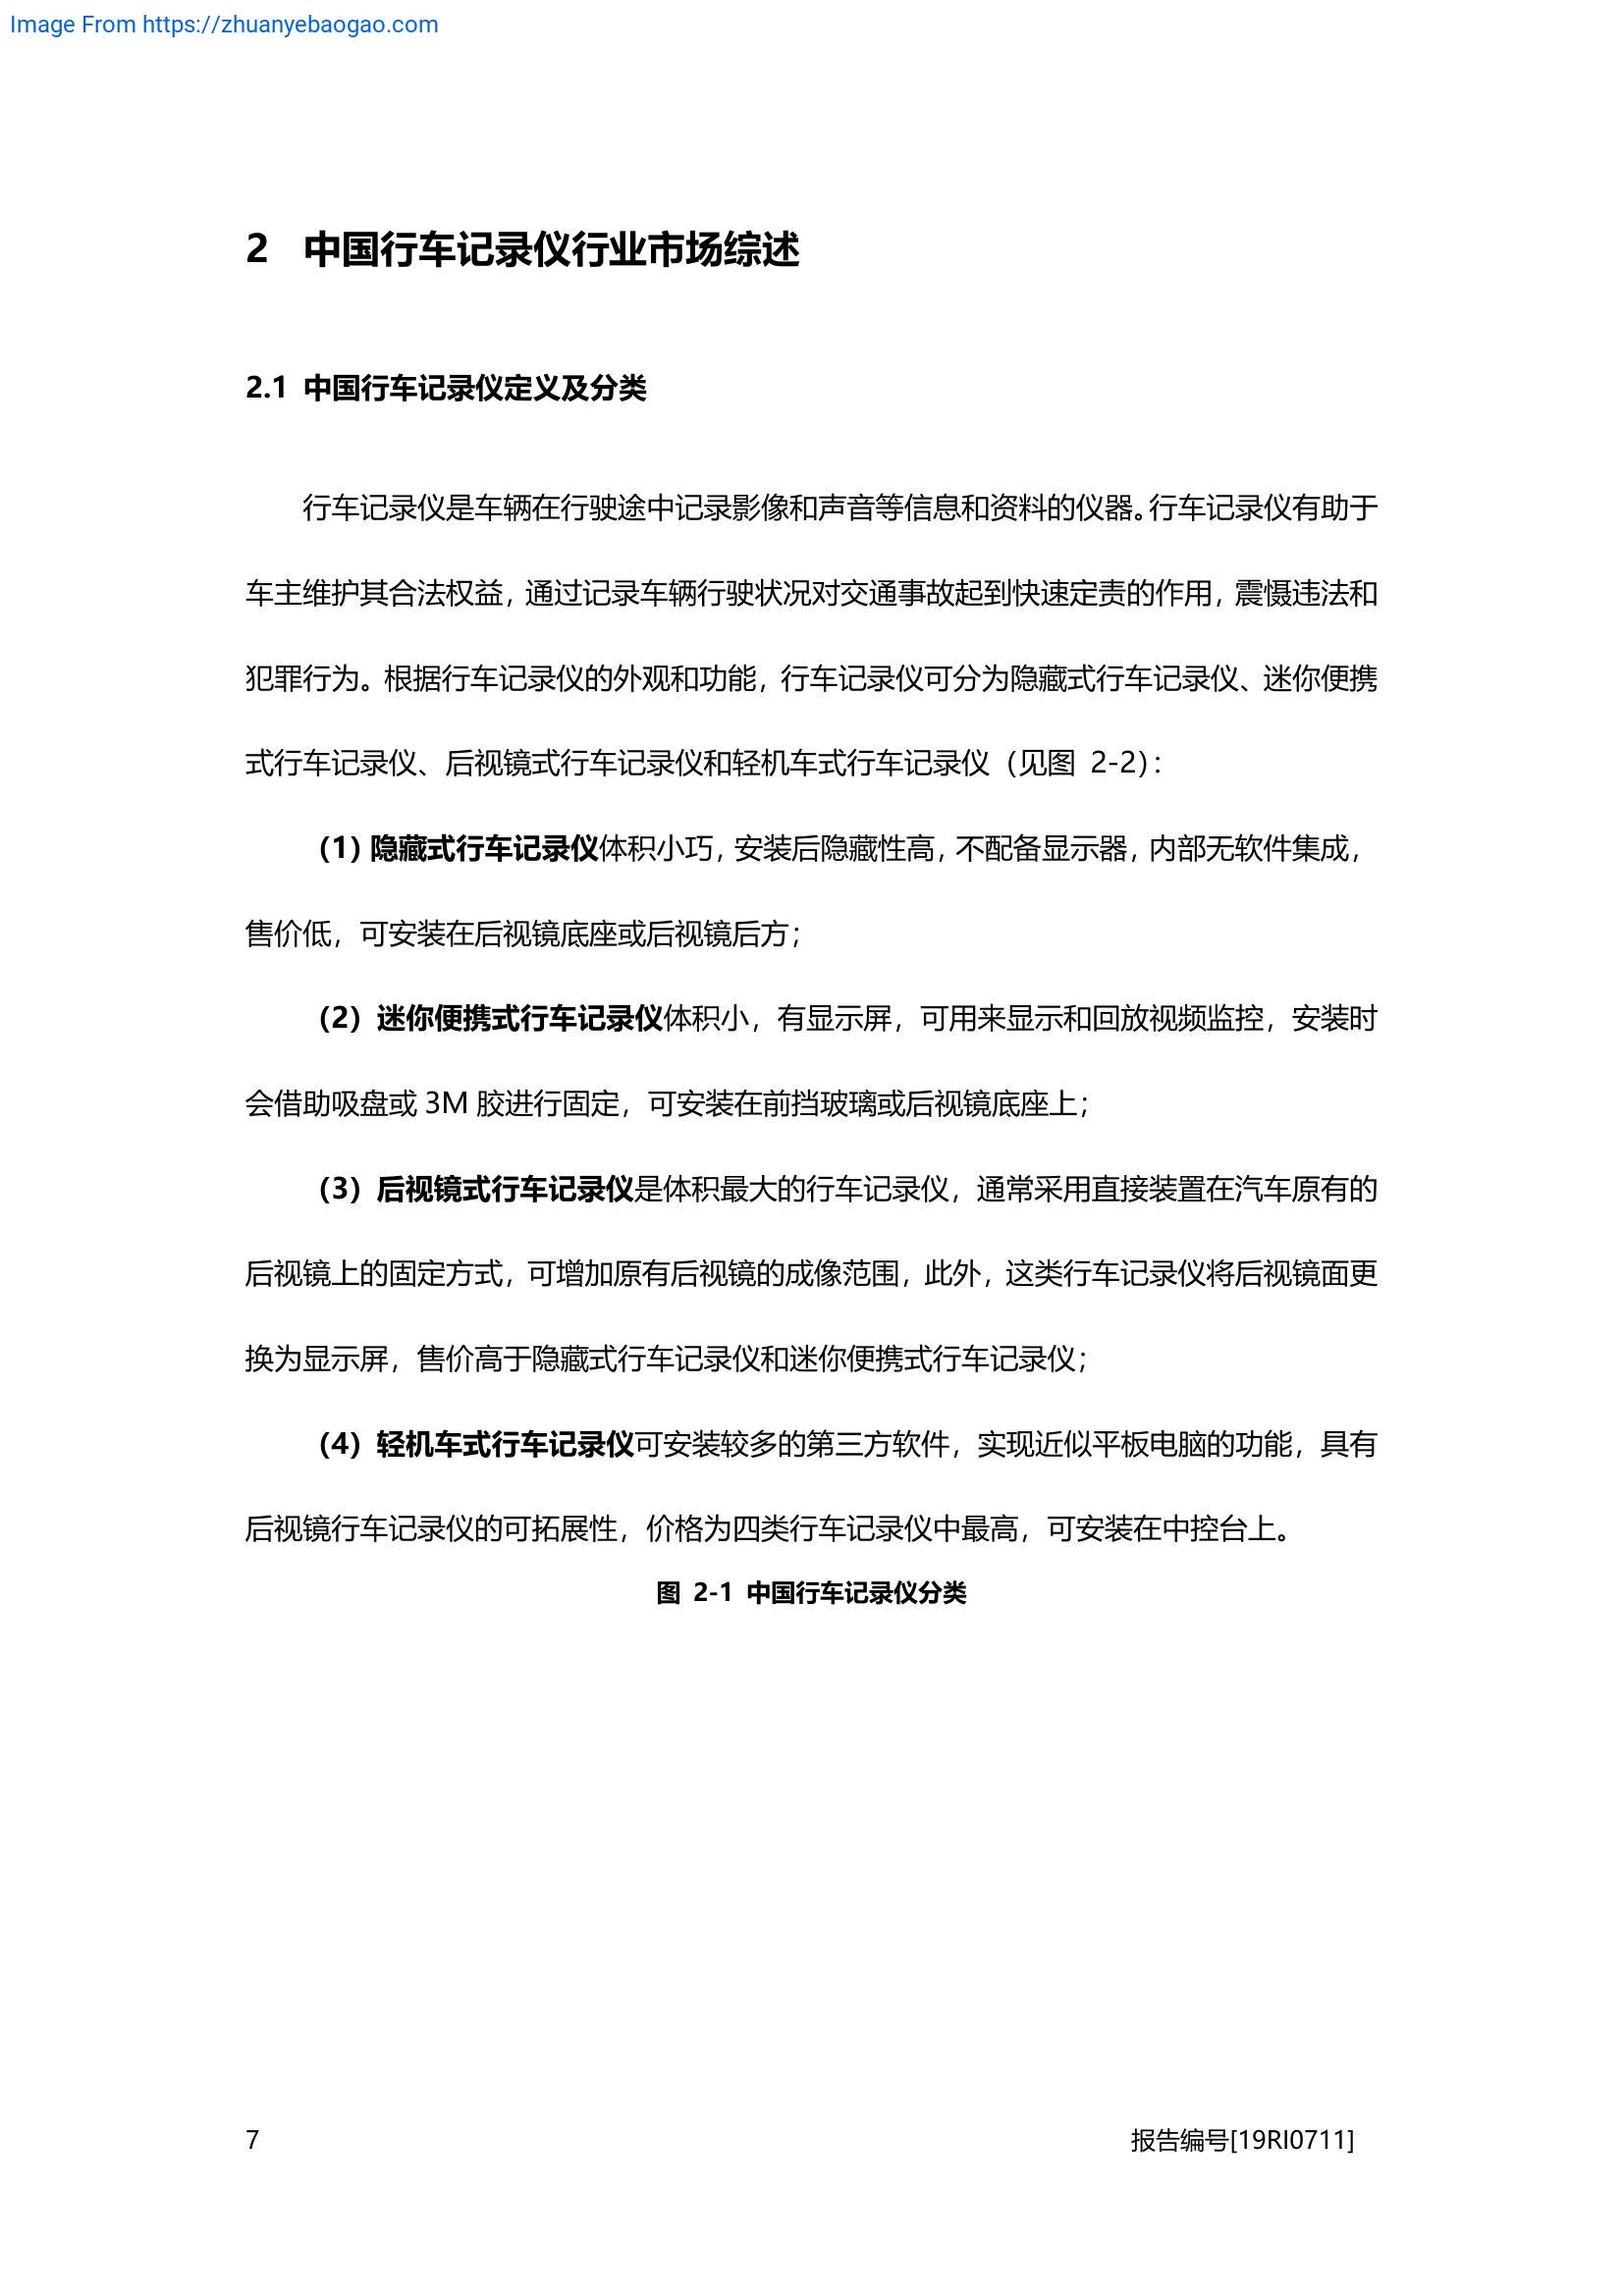 Image From https://zhuanyebaogao.com
2 中国行车记录仪行业市场综述
2.1 中国行车记录仪定义及分类
行车记录仪是车辆在行驶途中记录影像和声音等信息和资料的仪器。行车记录仪有助于
车主维护其合法权益，通过记录车辆行驶状况对交通事故起到快速定责的作用，震慑违法和
犯罪行为。根据行车记录仪的外观和功能，行车记录仪可分为隐藏式行车记录仪、迷你便携
式行车记录仪、后视镜式行车记录仪和轻机车式行车记录仪（见图 2-2）：
（1）隐藏式行车记录仪体积小巧，安装后隐藏性高，不配备显示器，内部无软件集成，
售价低，可安装在后视镜底座或后视镜后方；
（2）迷你便携式行车记录仪体积小，有显示屏，可用来显示和回放视频监控，安装时
会借助吸盘或 3M 胶进行固定，可安装在前挡玻璃或后视镜底座上；
（3）后视镜式行车记录仪是体积最大的行车记录仪，通常采用直接装置在汽车原有的
后视镜上的固定方式，可增加原有后视镜的成像范围，此外，这类行车记录仪将后视镜面更
换为显示屏，售价高于隐藏式行车记录仪和迷你便携式行车记录仪；
（4）轻机车式行车记录仪可安装较多的第三方软件，实现近似平板电脑的功能，具有
后视镜行车记录仪的可拓展性，价格为四类行车记录仪中最高，可安装在中控台上。
图 2-1 中国行车记录仪分类
7 报告编号[19RI0711]